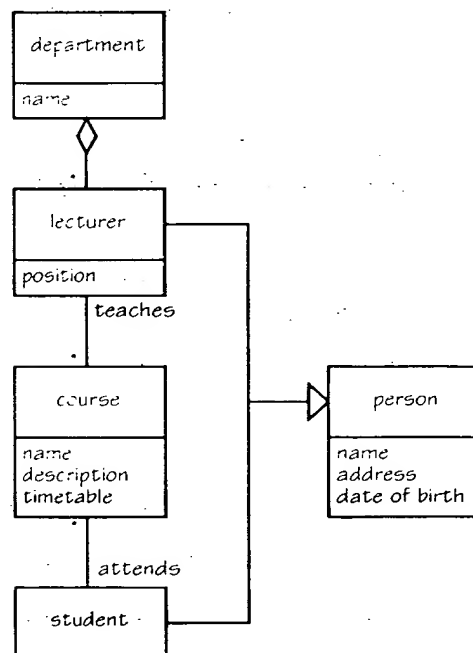 department
name
lecturer
position
teaches
course
name
description
timetable
attends
student
person
name
address
date of birth